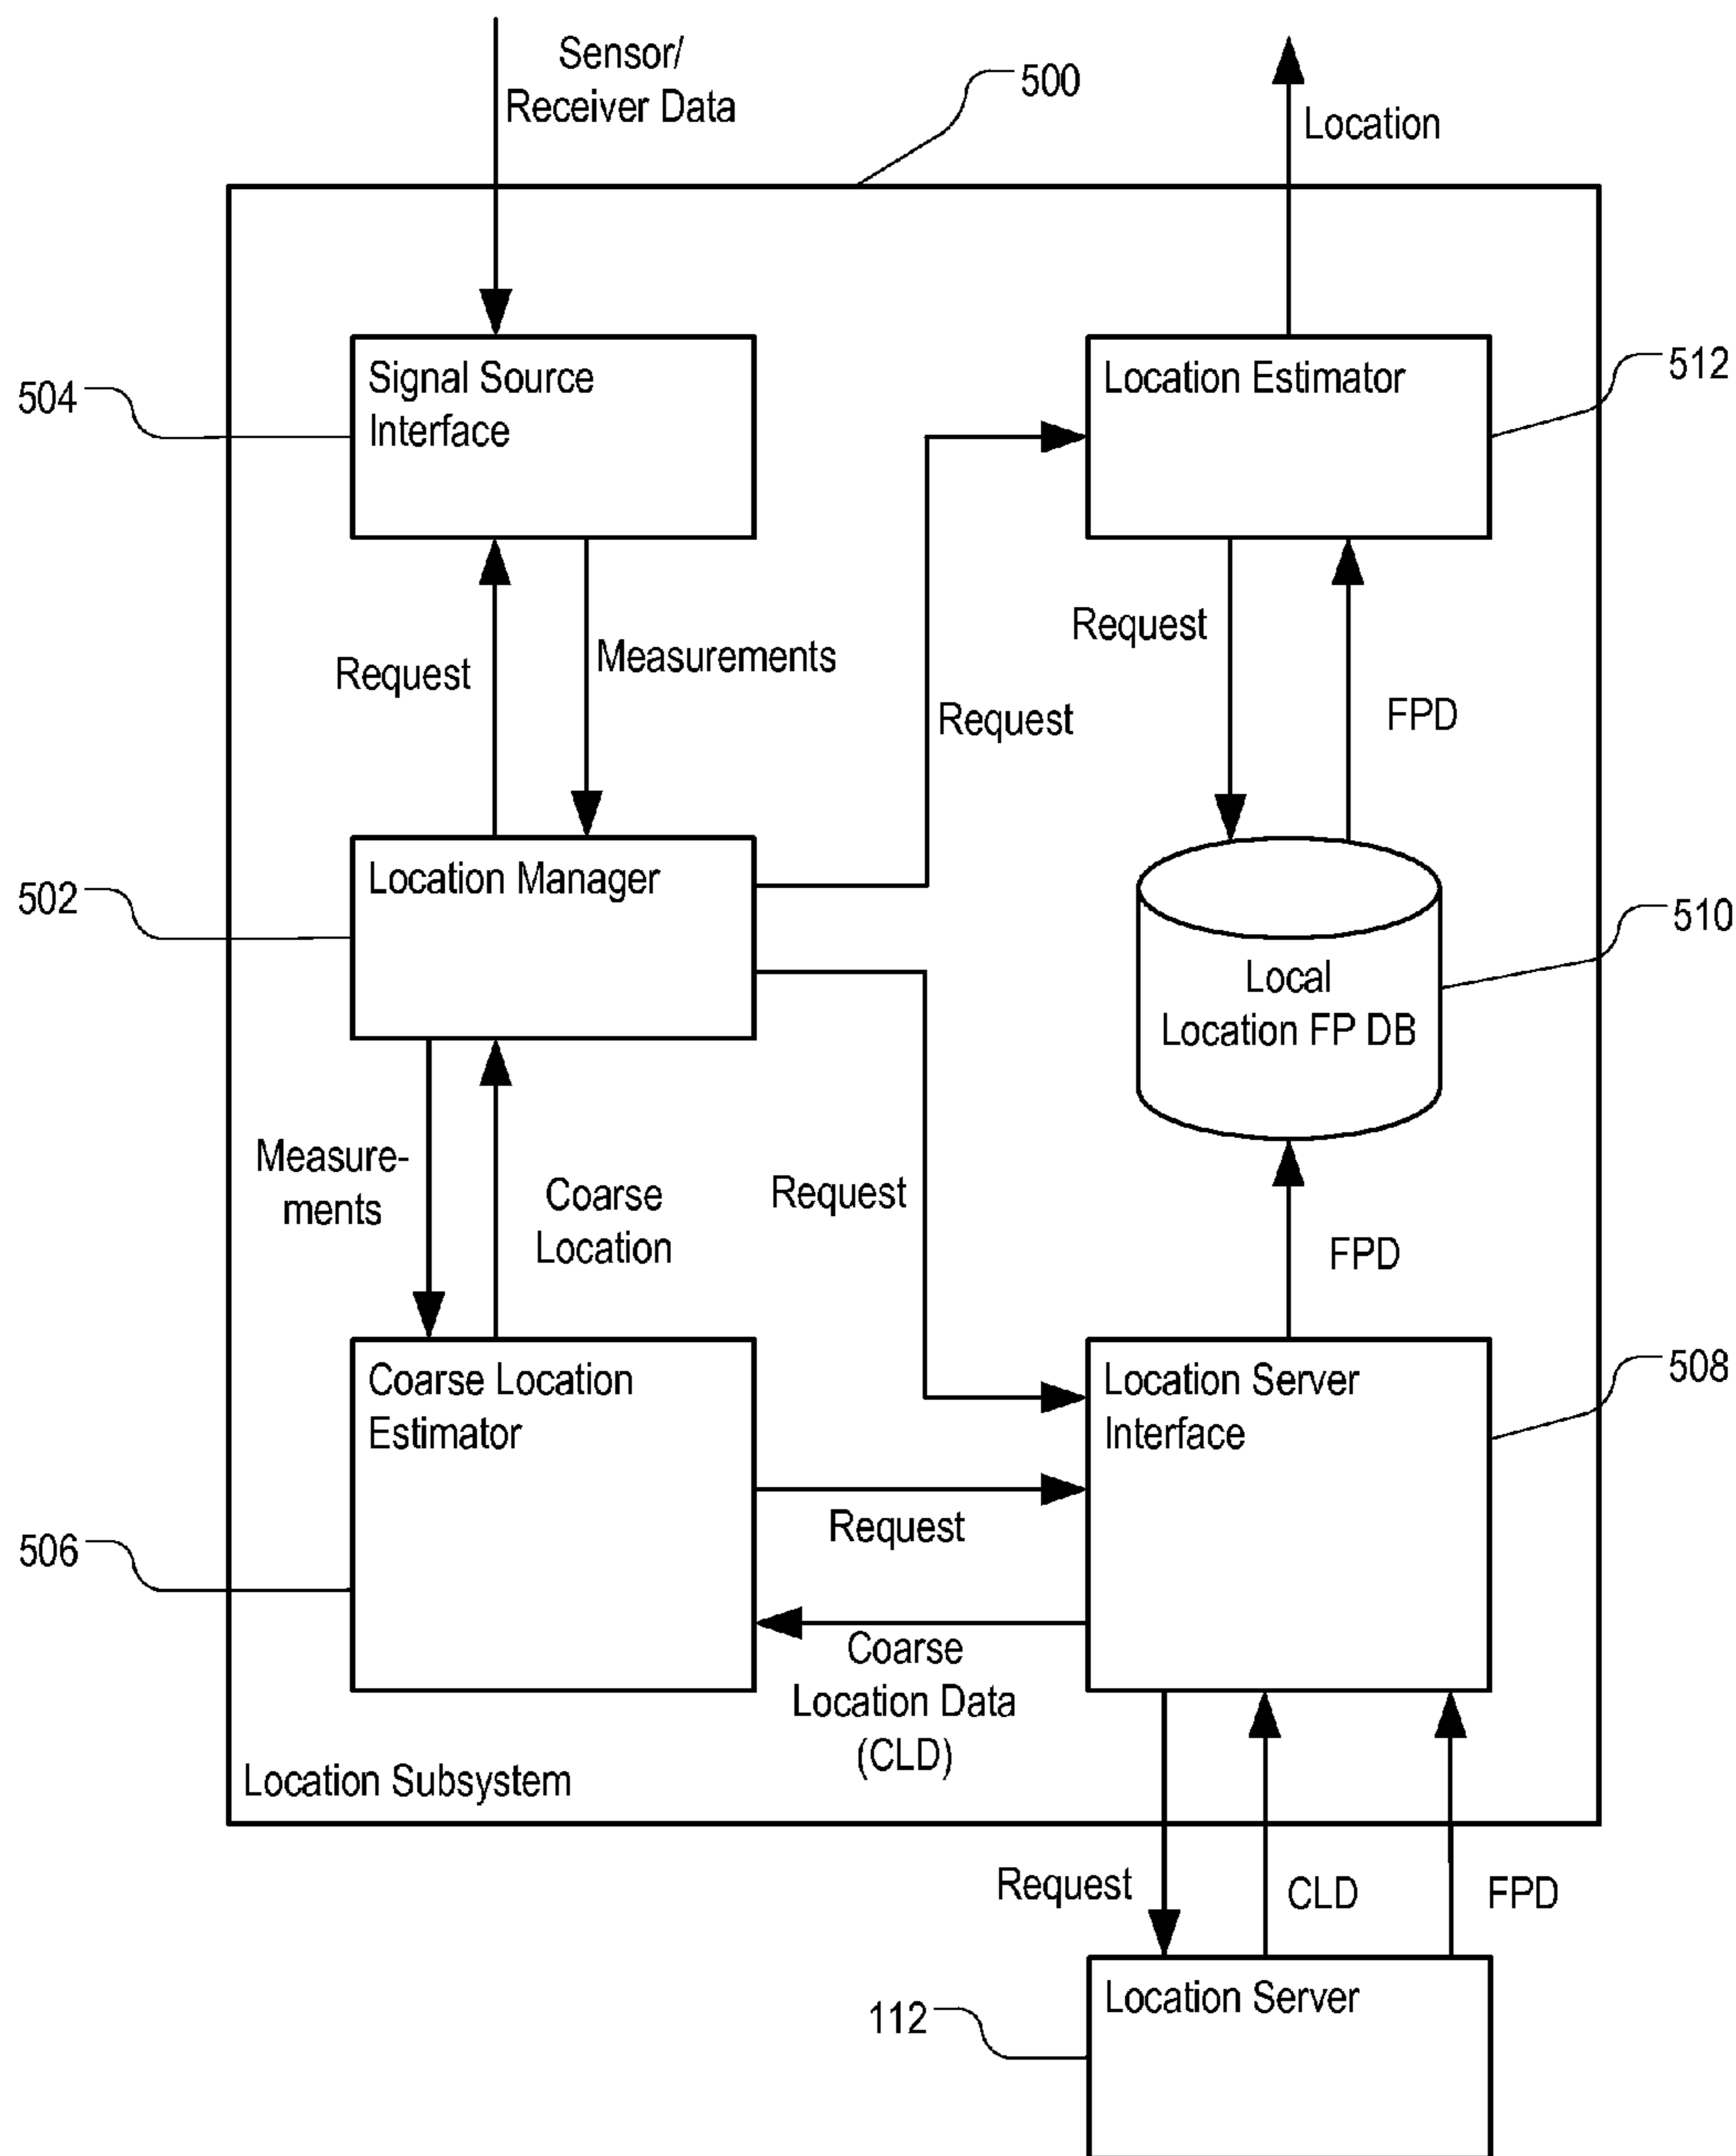 Sensor/
Receiver Data
500
Location
Signal Source
Interface
504
Location Estimator
512
Request
Measurements
Request
Request
FPD
Location Manager
502
Local
Location FP DB
510
Measure-
ments
Coarse
Location
Request
FPD
Coarse Location
Estimator
506
Location Server
Interface
508
Request
Coarse
Location Data
(CLD)
Location Subsystem
Request
CLD
FPD
Location Server
112